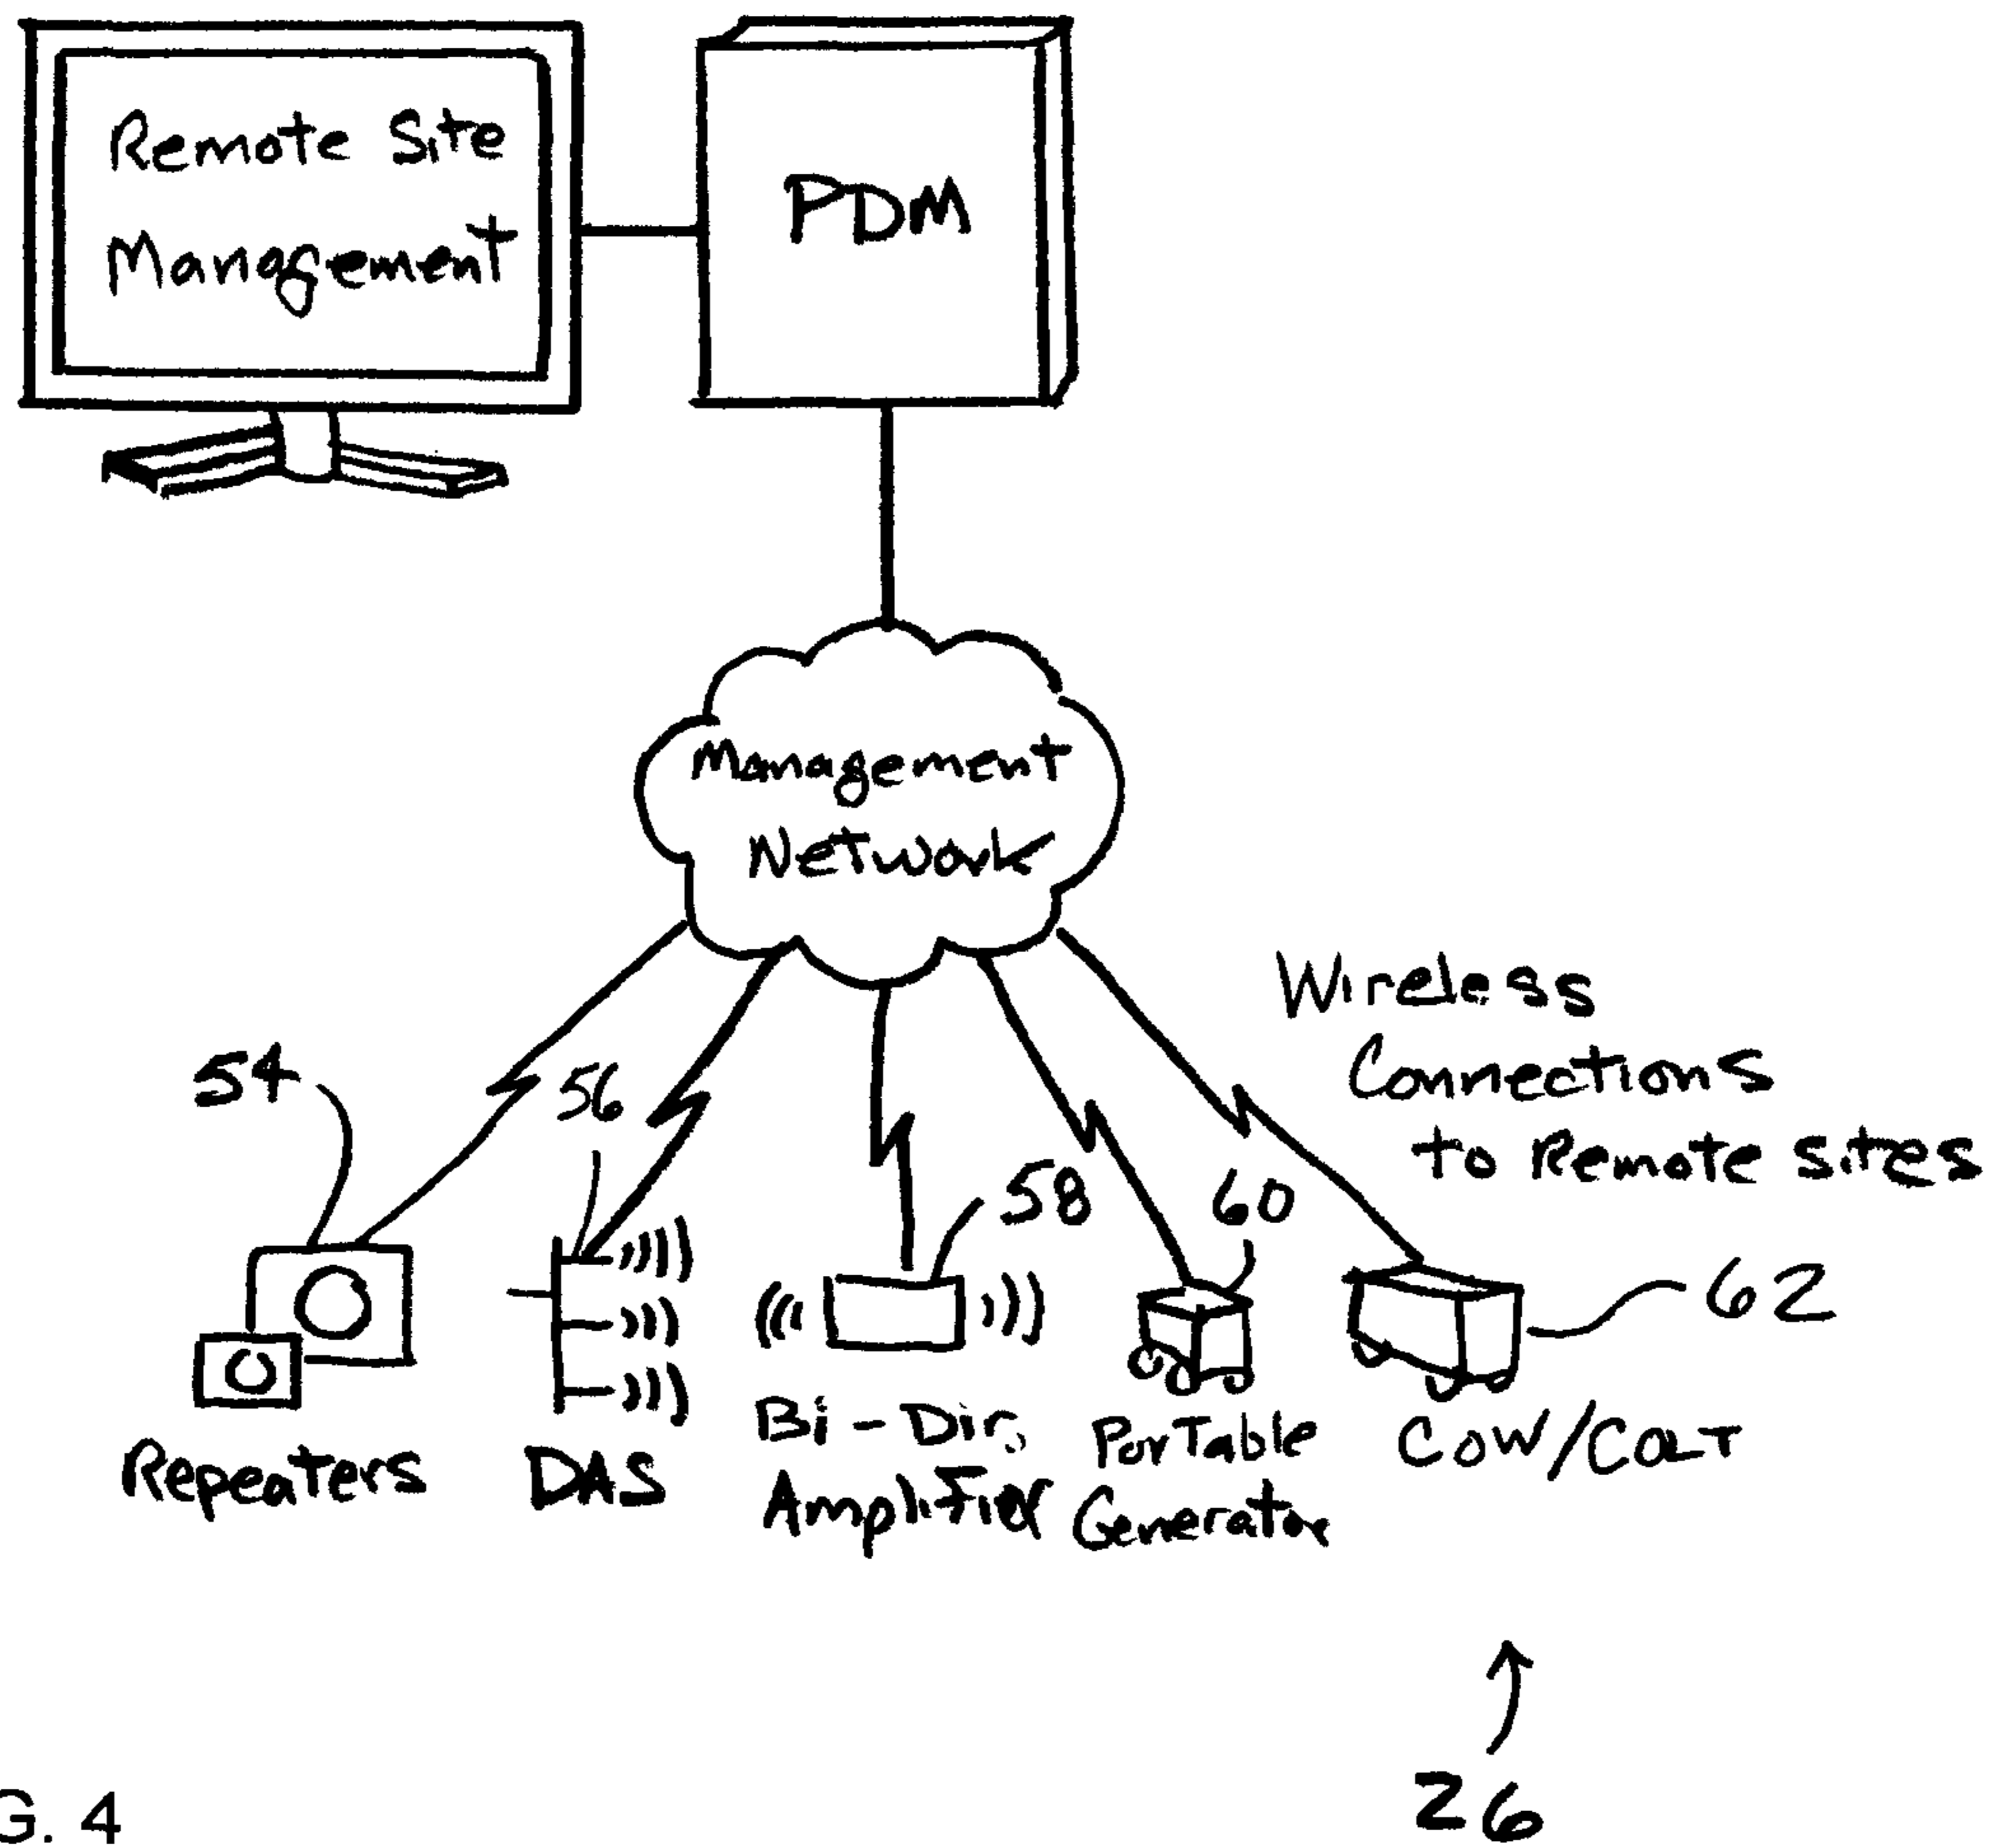 Remote Site
Management
PDM
Management
Network
Wireless
Connections
to Remote sites
54
56
58
60
62
Repeaters
DAS
Bi-Dir.
Amplifier
Portable
Generator
COW/COLT
26
G. 4